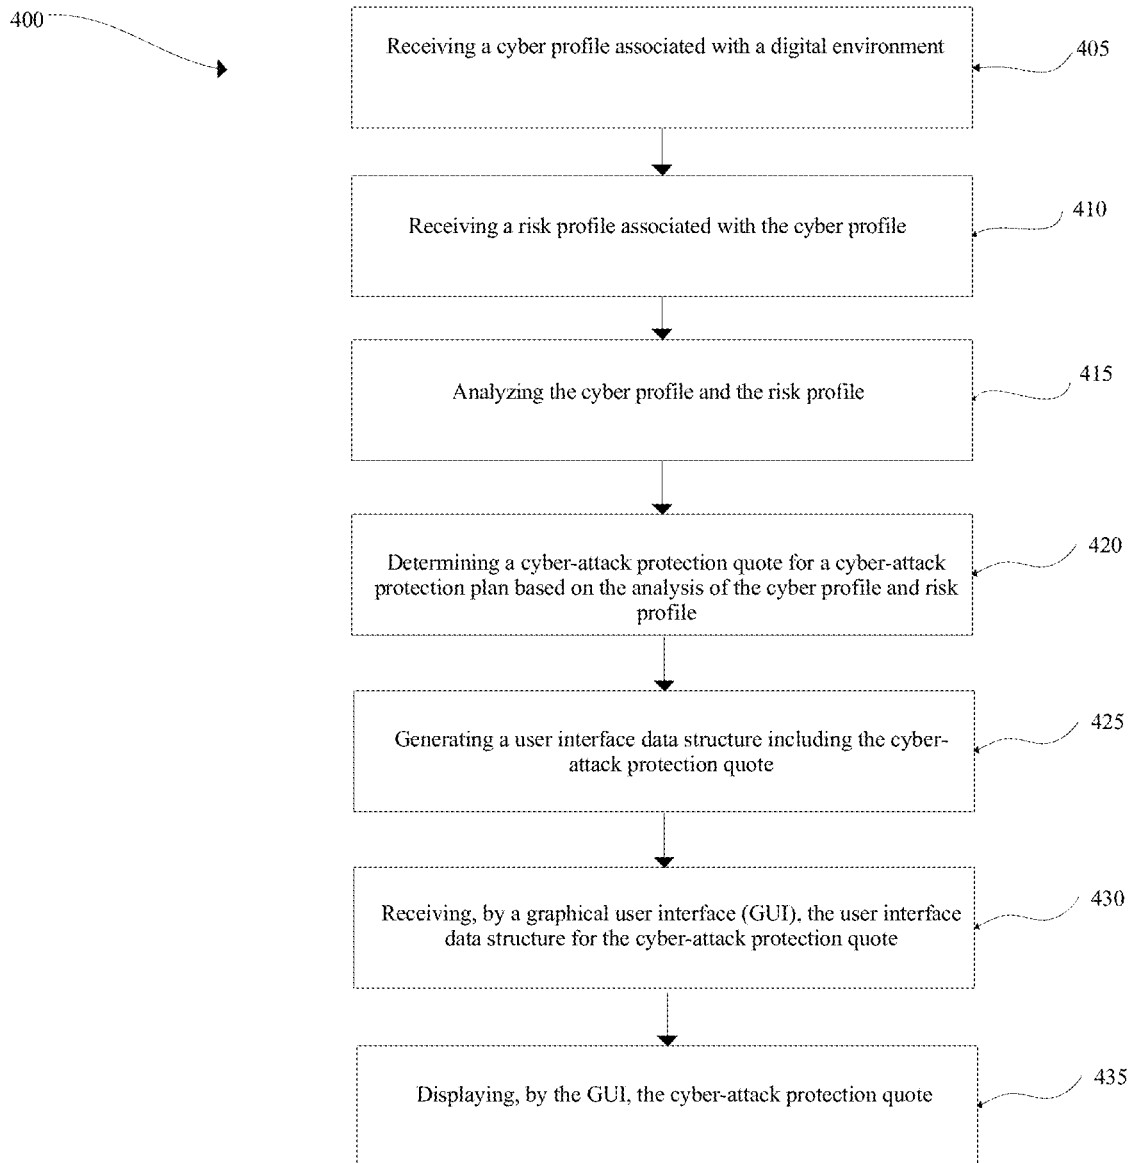 400
Receiving a cyber profile associated with a digital environment
405
Receiving a risk profile associated with the cyber profile
410
Analyzing the cyber profile and the risk profile
415
Determining a cyber-attack protection quote for a cyber-attack
protection plan based on the analysis of the cyber profile and risk
profile
420
Generating a user interface data structure including the cyber-
attack protection quote
425
Receiving, by a graphical user interface (GUI), the user interface
data structure for the cyber-attack protection quote
430
Displaying, by the GUI, the cyber-attack protection quote
435